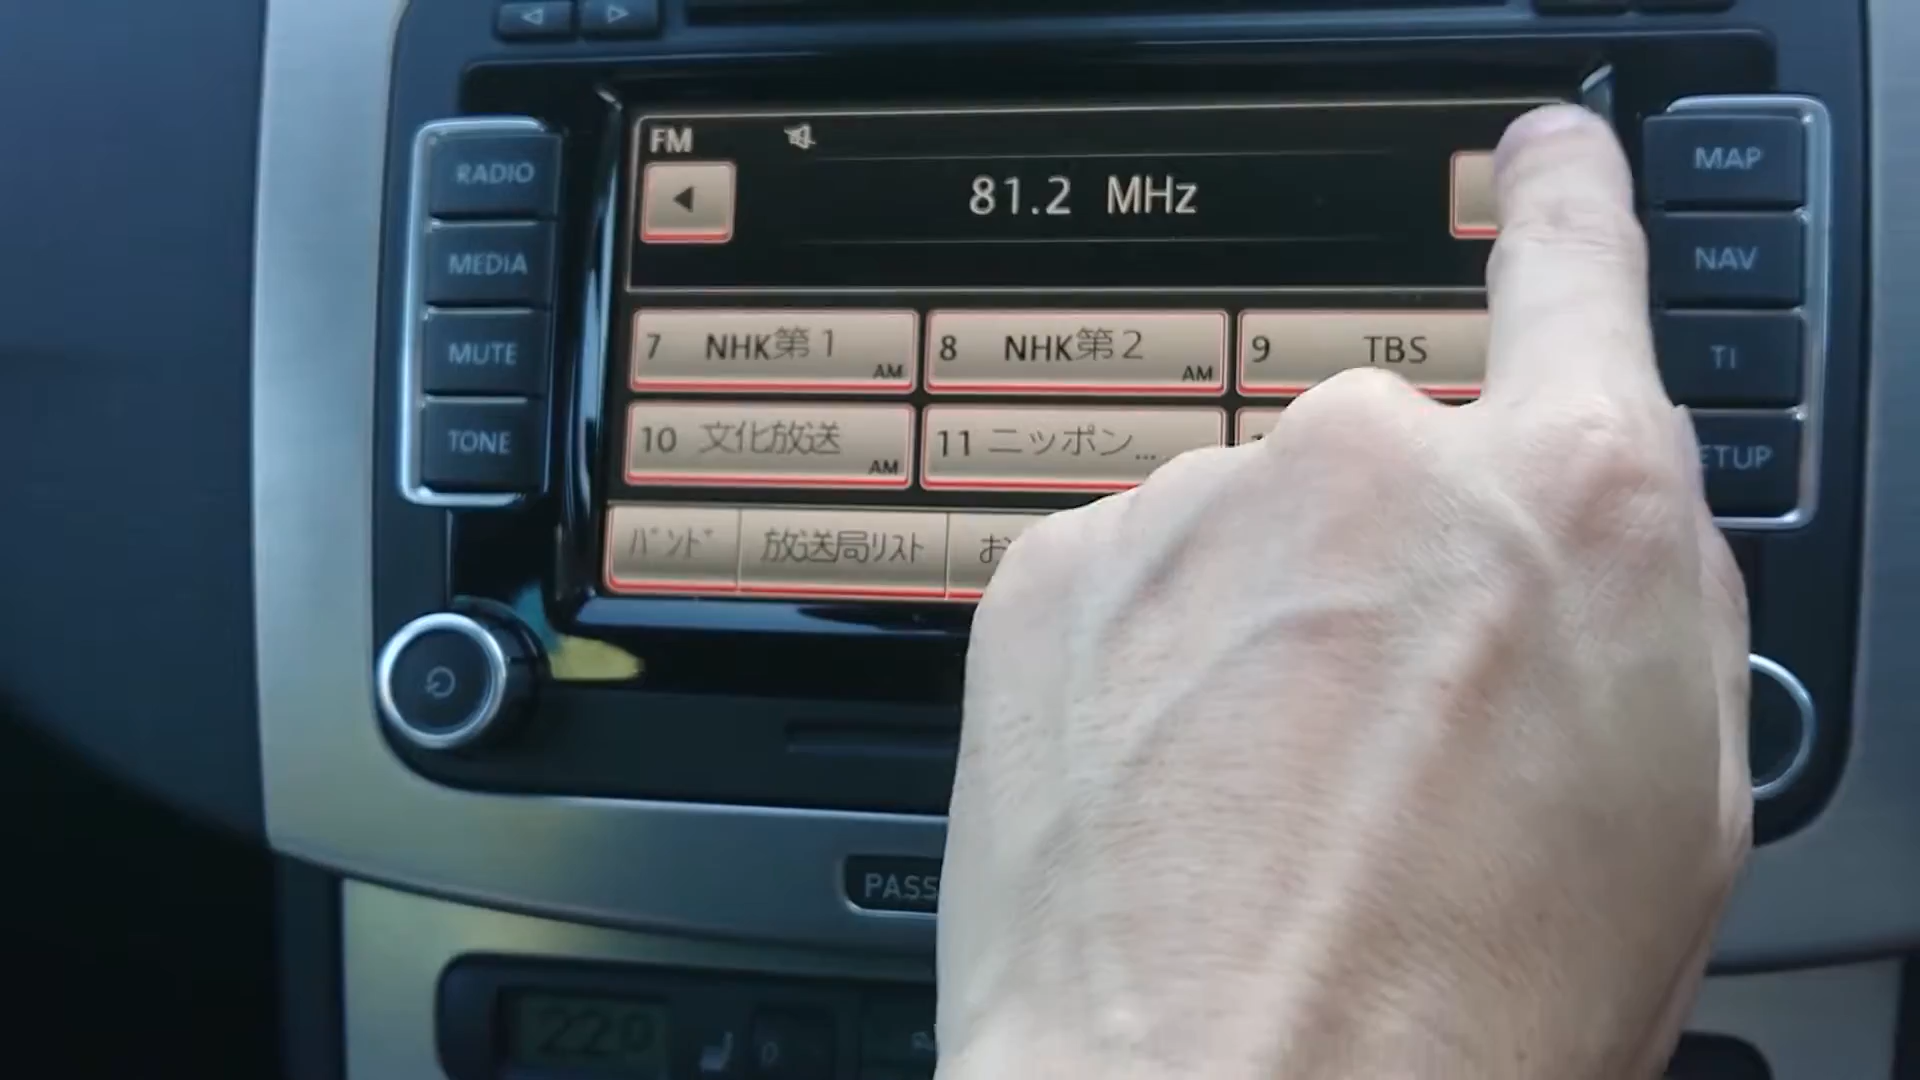 RADIO
MEDIA
MUTE
TONE
FM
81.2 MHz
7 NHK第1 AM
8 NHK第2 AM
9 TBS
10 文化放送 AM
11 ニッポン...
バンド
放送局リスト
MAP
NAV
TI
ETUP
PASS